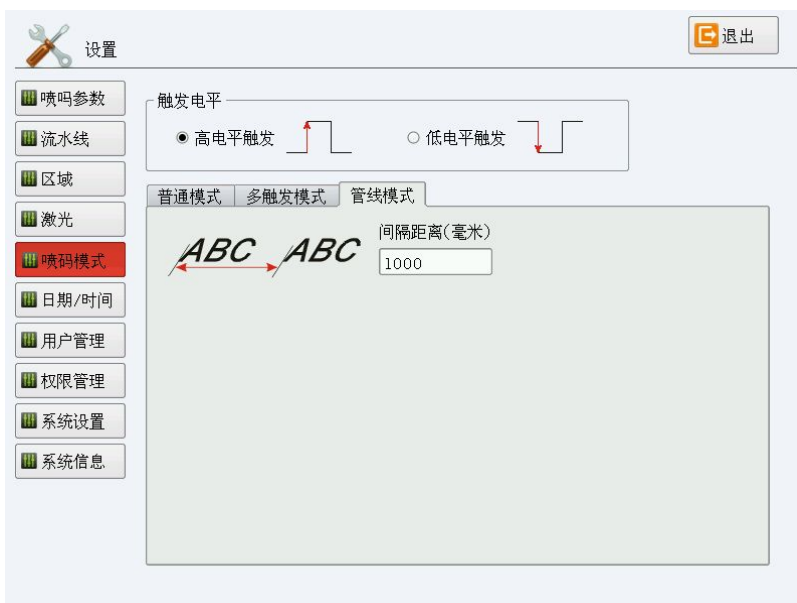 设置
退出
喷吗参数
流水线
区域
激光
喷码模式
日期/时间
用户管理
权限管理
系统设置
系统信息
触发电平
高电平触发
低电平触发
普通模式 多触发模式 管线模式
ABC ABC
间隔距离(毫米)
1000